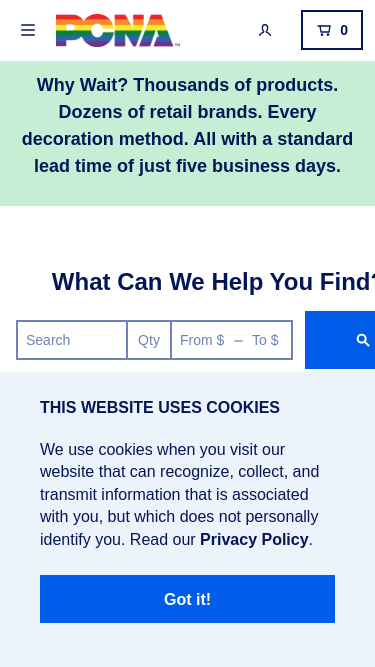 PCNA™
0
Why Wait? Thousands of products.
Dozens of retail brands. Every
decoration method. All with a standard
lead time of just five business days.
What Can We Help You Find?
Search Qty From $ – To $
THIS WEBSITE USES COOKIES
We use cookies when you visit our
website that can recognize, collect, and
transmit information that is associated
with you, but which does not personally
identify you. Read our Privacy Policy.
Got it!